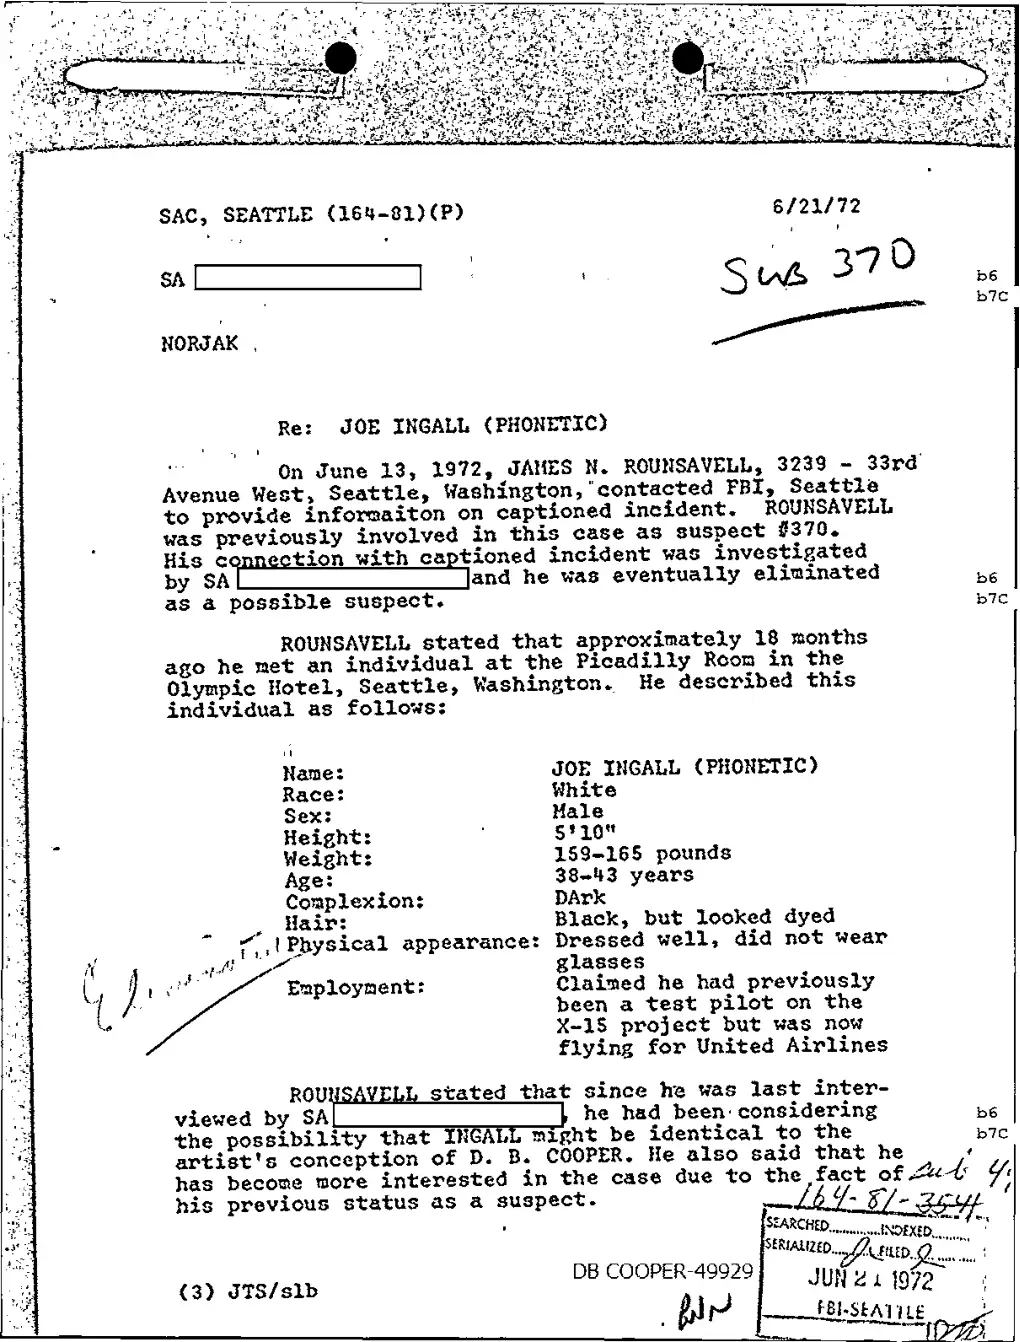 SAC, SEATTLE (164-81)(P)
6/21/72
SA
Sub 370
b6
b7C
NORJAK
Re: JOE INGALL (PHONETIC)
On June 13, 1972, JAMES N. ROUNSAVELL, 3239 - 33rd
Avenue West, Seattle, Washington, contacted FBI, Seattle
to provide informaiton on captioned incident. ROUNSAVELL
was previously involved in this case as suspect #370.
His connection with captioned incident was investigated
by SA and he was eventually eliminated
as a possible suspect.
b6
b7C
ROUNSAVELL stated that approximately 18 months
ago he met an individual at the Picadilly Room in the
Olympic Hotel, Seattle, Washington. He described this
individual as follows:
Name: JOE INGALL (PHONETIC)
Race: White
Sex: Male
Height: 5'10"
Weight: 159-165 pounds
Age: 38-43 years
Complexion: DArk
Hair: Black, but looked dyed
Physical appearance: Dressed well, did not wear
glasses
Employment: Claimed he had previously
been a test pilot on the
X-15 project but was now
flying for United Airlines
Eliminated
ROUNSAVELL stated that since he was last inter-
viewed by SA , he had been considering
the possibility that INGALL might be identical to the
artist's conception of D. B. COOPER. He also said that he
has become more interested in the case due to the fact of
his previous status as a suspect.
b6
b7C
164-81-3541
SEARCHED..............INDEXED..........
SERIALIZED.....FILED............
JUN 21 1972
FBI-SEATTLE
DB COOPER-49929
(3) JTS/slb